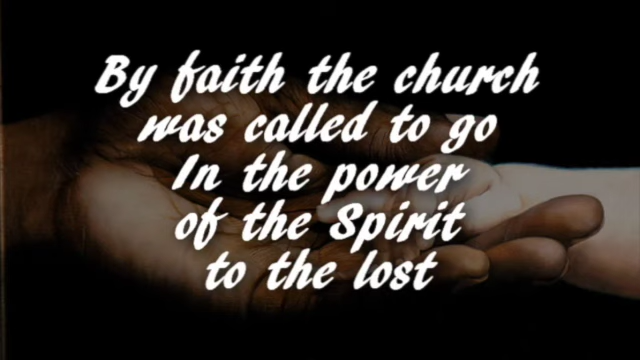 By faith the church
was called to go
In the power
of the Spirit
to the lost